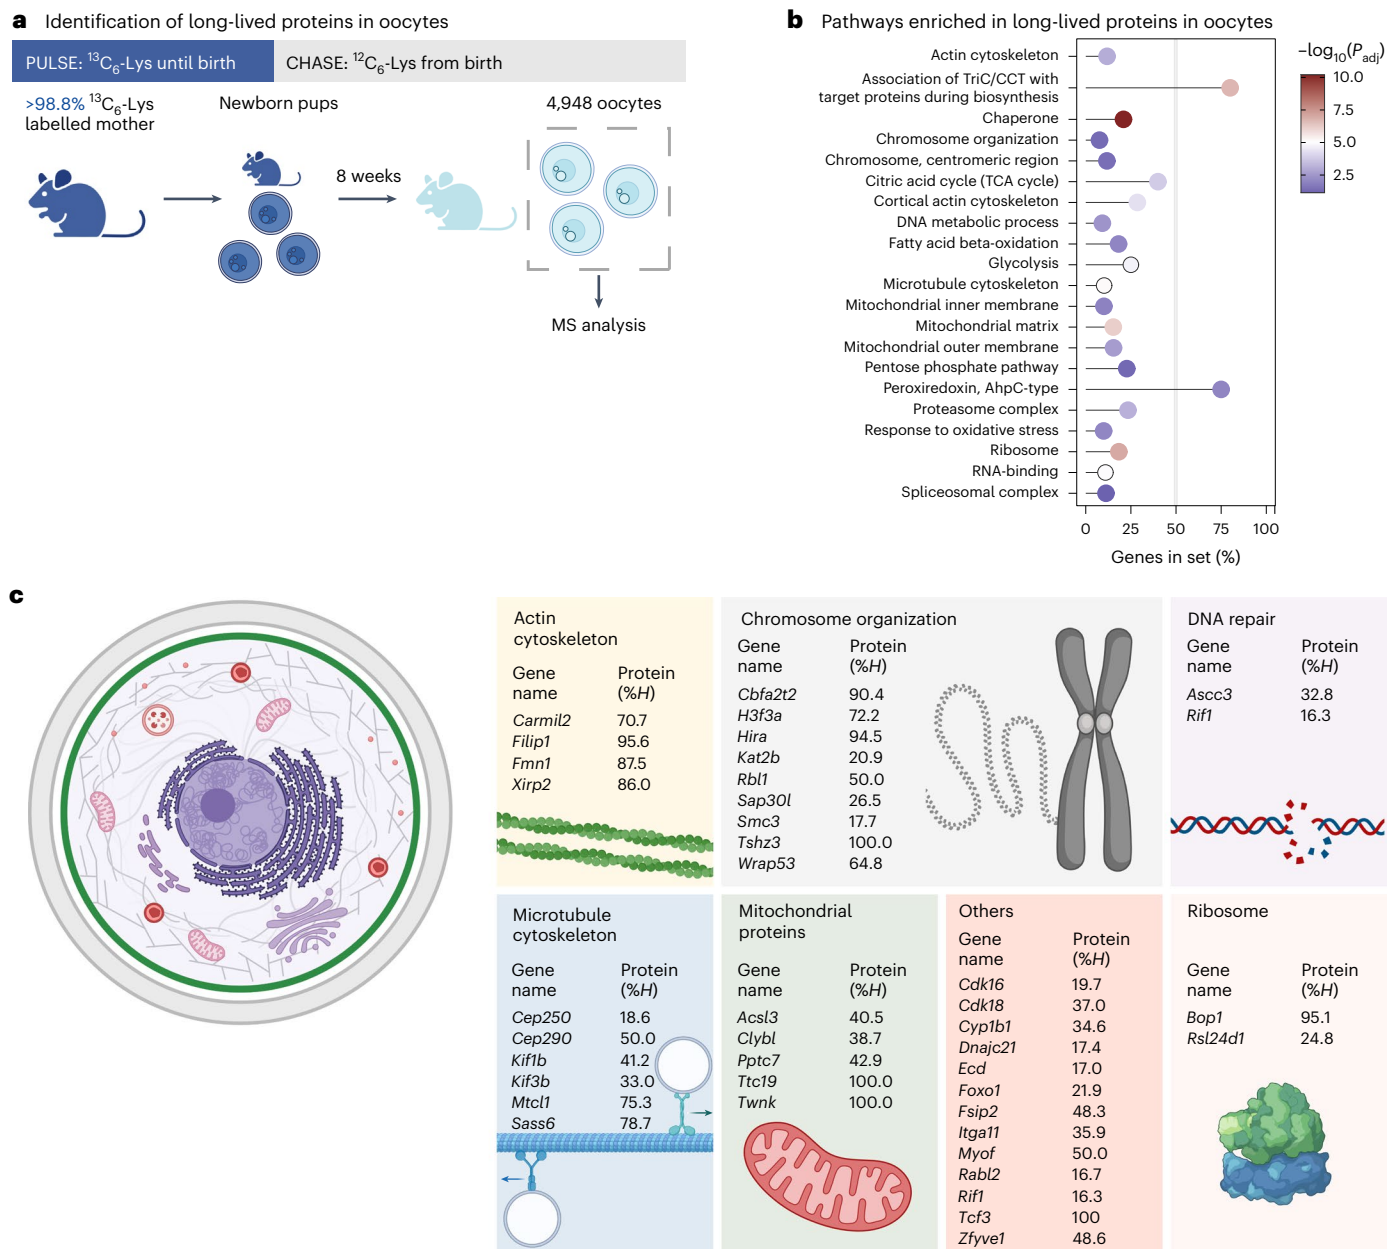 a Identification of long-lived proteins in oocytes
PULSE: ¹³C₆-Lys until birth
CHASE: ¹²C₆-Lys from birth
>98.8% ¹³C₆-Lys
labelled mother
Newborn pups
8 weeks
4,948 oocytes
MS analysis
b Pathways enriched in long-lived proteins in oocytes
Actin cytoskeleton
Association of TriC/CCT with
target proteins during biosynthesis
Chaperone
Chromosome organization
Chromosome, centromeric region
Citric acid cycle (TCA cycle)
Cortical actin cytoskeleton
DNA metabolic process
Fatty acid beta-oxidation
Glycolysis
Microtubule cytoskeleton
Mitochondrial inner membrane
Mitochondrial matrix
Mitochondrial outer membrane
Pentose phosphate pathway
Peroxiredoxin, AhpC-type
Proteasome complex
Response to oxidative stress
Ribosome
RNA-binding
Spliceosomal complex
0 25 50 75 100
Genes in set (%)
−log₁₀(Padj)
10.0
7.5
5.0
2.5
c
Actin
cytoskeleton
Gene name Protein (%H)
Carmil2 70.7
Filip1 95.6
Fmn1 87.5
Xirp2 86.0
Chromosome organization
Gene name Protein (%H)
Cbfa2t2 90.4
H3f3a 72.2
Hira 94.5
Kat2b 20.9
Rbl1 50.0
Sap30l 26.5
Smc3 17.7
Tshz3 100.0
Wrap53 64.8
DNA repair
Gene name Protein (%H)
Ascc3 32.8
Rif1 16.3
Microtubule
cytoskeleton
Gene name Protein (%H)
Cep250 18.6
Cep290 50.0
Kif1b 41.2
Kif3b 33.0
Mtcl1 75.3
Sass6 78.7
Mitochondrial
proteins
Gene name Protein (%H)
Acsl3 40.5
Clybl 38.7
Pptc7 42.9
Ttc19 100.0
Twnk 100.0
Others
Gene name Protein (%H)
Cdk16 19.7
Cdk18 37.0
Cyp1b1 34.6
Dnajc21 17.4
Ecd 17.0
Foxo1 21.9
Fsip2 48.3
Itga11 35.9
Myof 50.0
Rabl2 16.7
Rif1 16.3
Tcf3 100
Zfyve1 48.6
Ribosome
Gene name Protein (%H)
Bop1 95.1
Rsl24d1 24.8